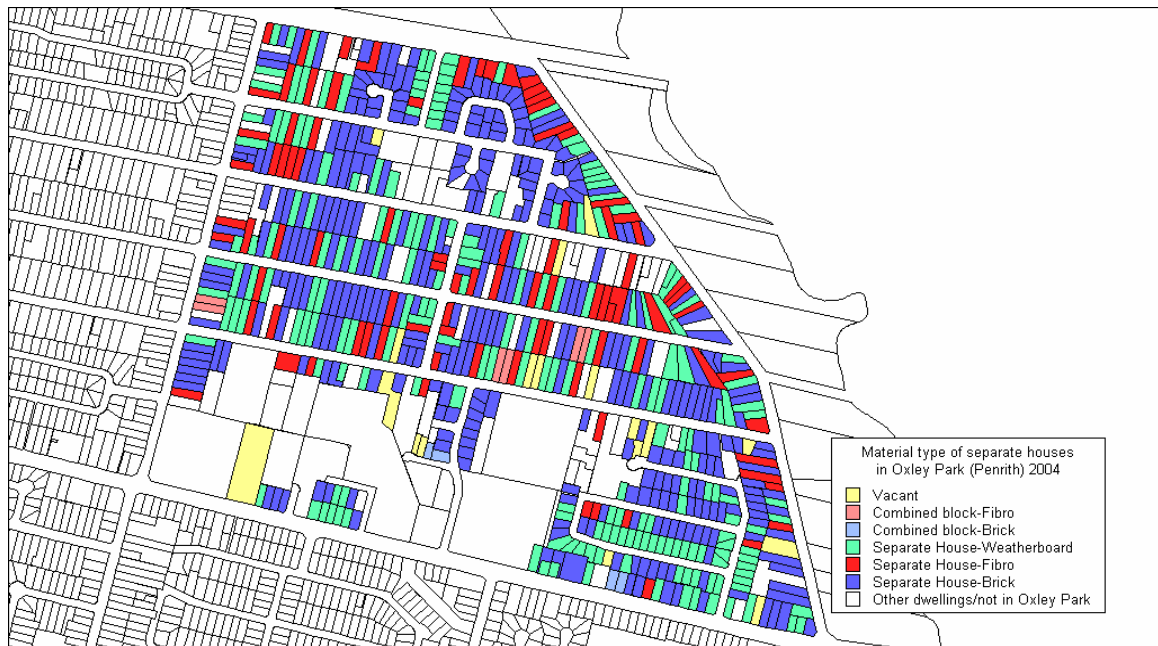 Material type of separate houses
in Oxley Park (Penrith) 2004
Vacant
Combined block-Fibro
Combined block-Brick
Separate House-Weatherboard
Separate House-Fibro
Separate House-Brick
Other dwellings/not in Oxley Park